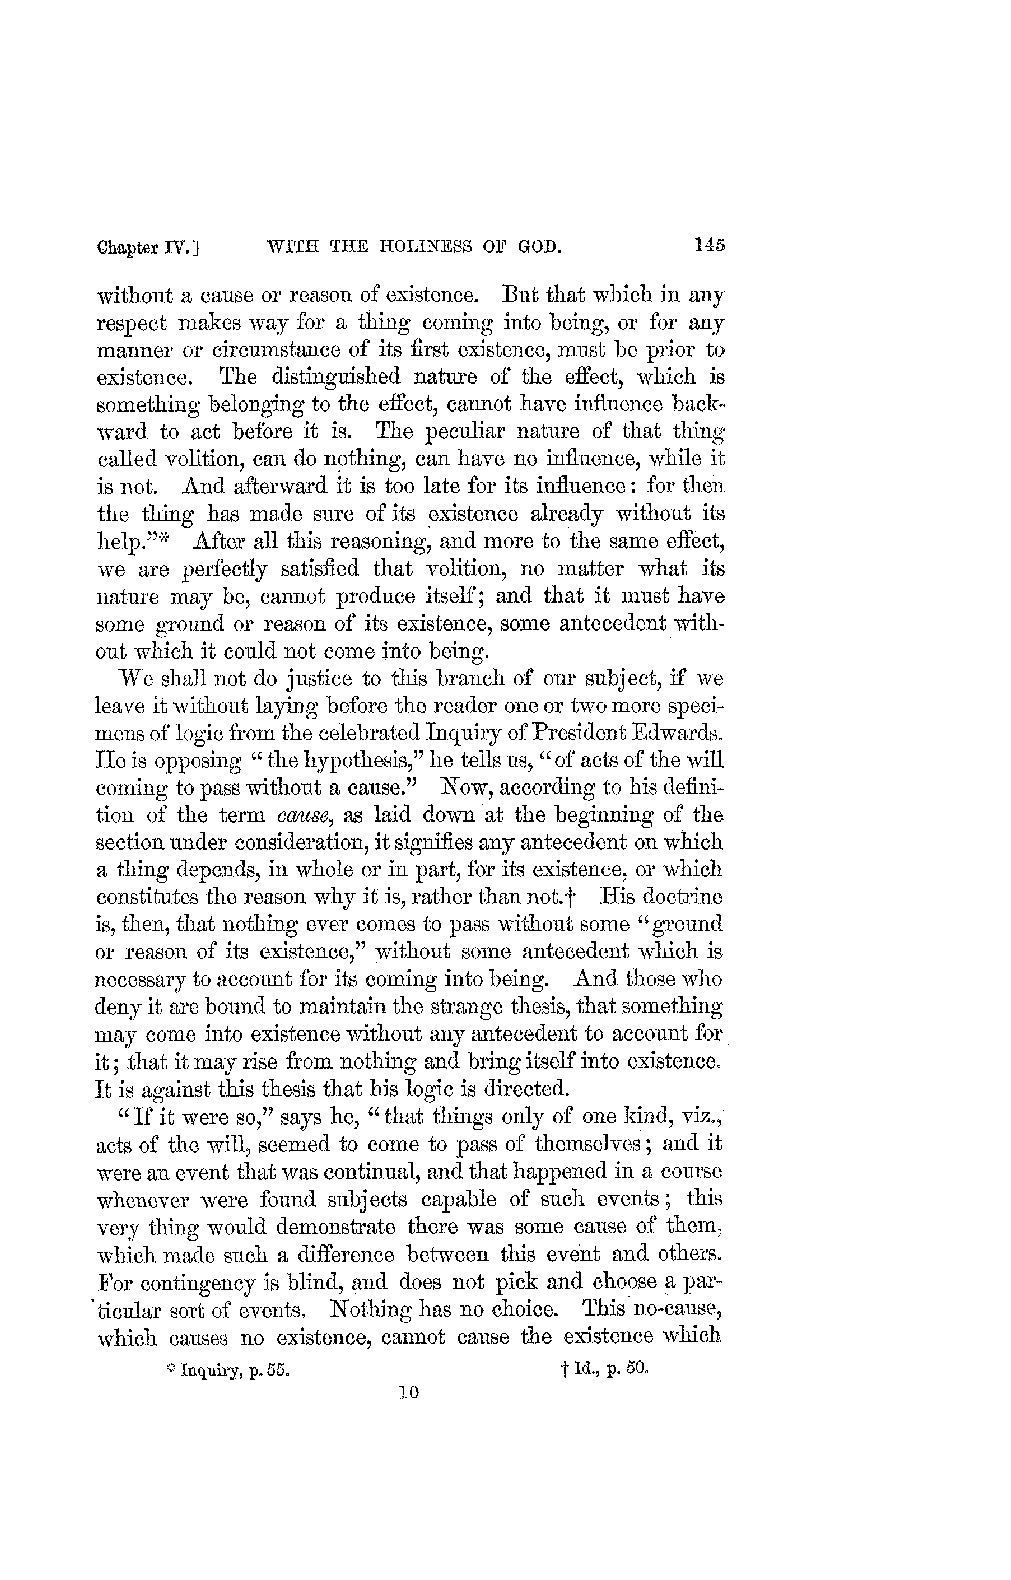 Chapter IV.] WITH THE HOLINESS OF GOD. 145
without a cause or reason of existence. But that which in any
respect makes way for a thing coming into being, or for any
manner or circumstance of its first existence, must be prior to
existence. The distinguished nature of the effect, which is
something belonging to the effect, cannot have influence back-
ward to act before it is. The peculiar nature of that thing
called volition, can do nothing, can have no influence, while it
is not. And afterward it is too late for its influence: for then
the thing has made sure of its existence already without its
help."* After all this reasoning, and more to the same effect,
we are perfectly satisfied that volition, no matter what its
nature may be, cannot produce itself; and that it must have
some ground or reason of its existence, some antecedent with-
out which it could not come into being.
We shall not do justice to this branch of our subject, if we
leave it without laying before the reader one or two more speci-
mens of logic from the celebrated Inquiry of President Edwards.
He is opposing "the hypothesis," he tells us, "of acts of the will
coming to pass without a cause." Now, according to his defini-
tion of the term cause, as laid down at the beginning of the
section under consideration, it signifies any antecedent on which
a thing depends, in whole or in part, for its existence, or which
constitutes the reason why it is, rather than not.† His doctrine
is, then, that nothing ever comes to pass without some "ground
or reason of its existence," without some antecedent which is
necessary to account for its coming into being. And those who
deny it are bound to maintain the strange thesis, that something
may come into existence without any antecedent to account for
it; that it may rise from nothing and bring itself into existence.
It is against this thesis that his logic is directed.
"If it were so," says he, "that things only of one kind, viz.,
acts of the will, seemed to come to pass of themselves; and it
were an event that was continual, and that happened in a course
whenever were found subjects capable of such events; this
very thing would demonstrate there was some cause of them,
which made such a difference between this event and others.
For contingency is blind, and does not pick and choose a par-
ticular sort of events. Nothing has no choice. This no-cause,
which causes no existence, cannot cause the existence which
* Inquiry, p. 55. † Id., p. 50.
10